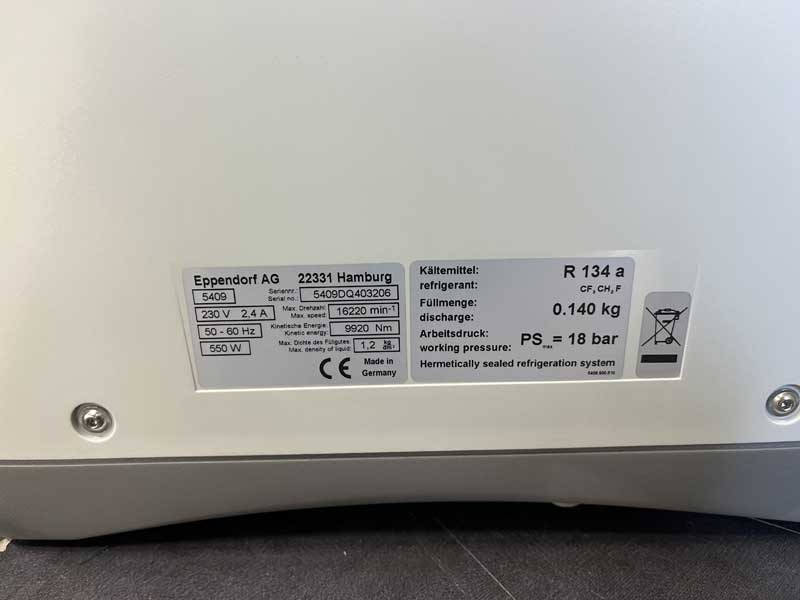 Eppendorf AG 22331 Hamburg
5409 Seriennr.: Serial no.: 5409DQ403206
230 V 2,4 A Max. Drehzahl: Max. speed: 16220 min-1
50 - 60 Hz Kinetische Energie: Kinetic energy: 9920 Nm
550 W Max. Dichte des Füllgutes: Max. density of liquid: 1,2 kg dm³
CE Made in
Germany
Kältemittel: R 134 a
refrigerant: CF₃CH₂F
Füllmenge:
discharge: 0.140 kg
Arbeitsdruck:
working pressure: PSmax = 18 bar
Hermetically sealed refrigeration system